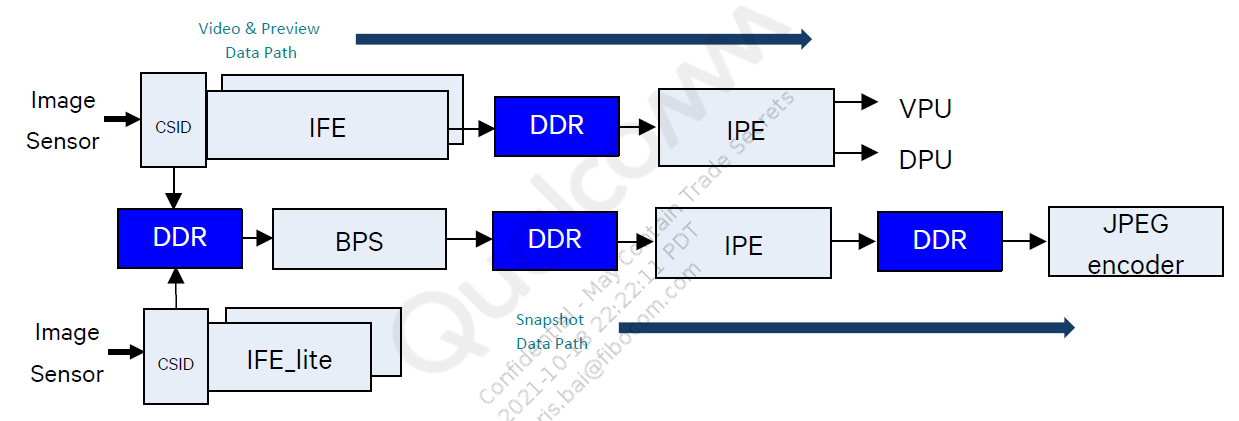 Video & Preview
Data Path
Image
Sensor
CSID
IFE
DDR
IPE
VPU
DPU
DDR
BPS
DDR
IPE
DDR
JPEG
encoder
Image
Sensor
CSID
IFE_lite
Snapshot
Data Path
Qualcomm
Confidential - May Contain Trade Secrets
2021-10-18 22:22:11 PDT
ris.bai@fibocom.com